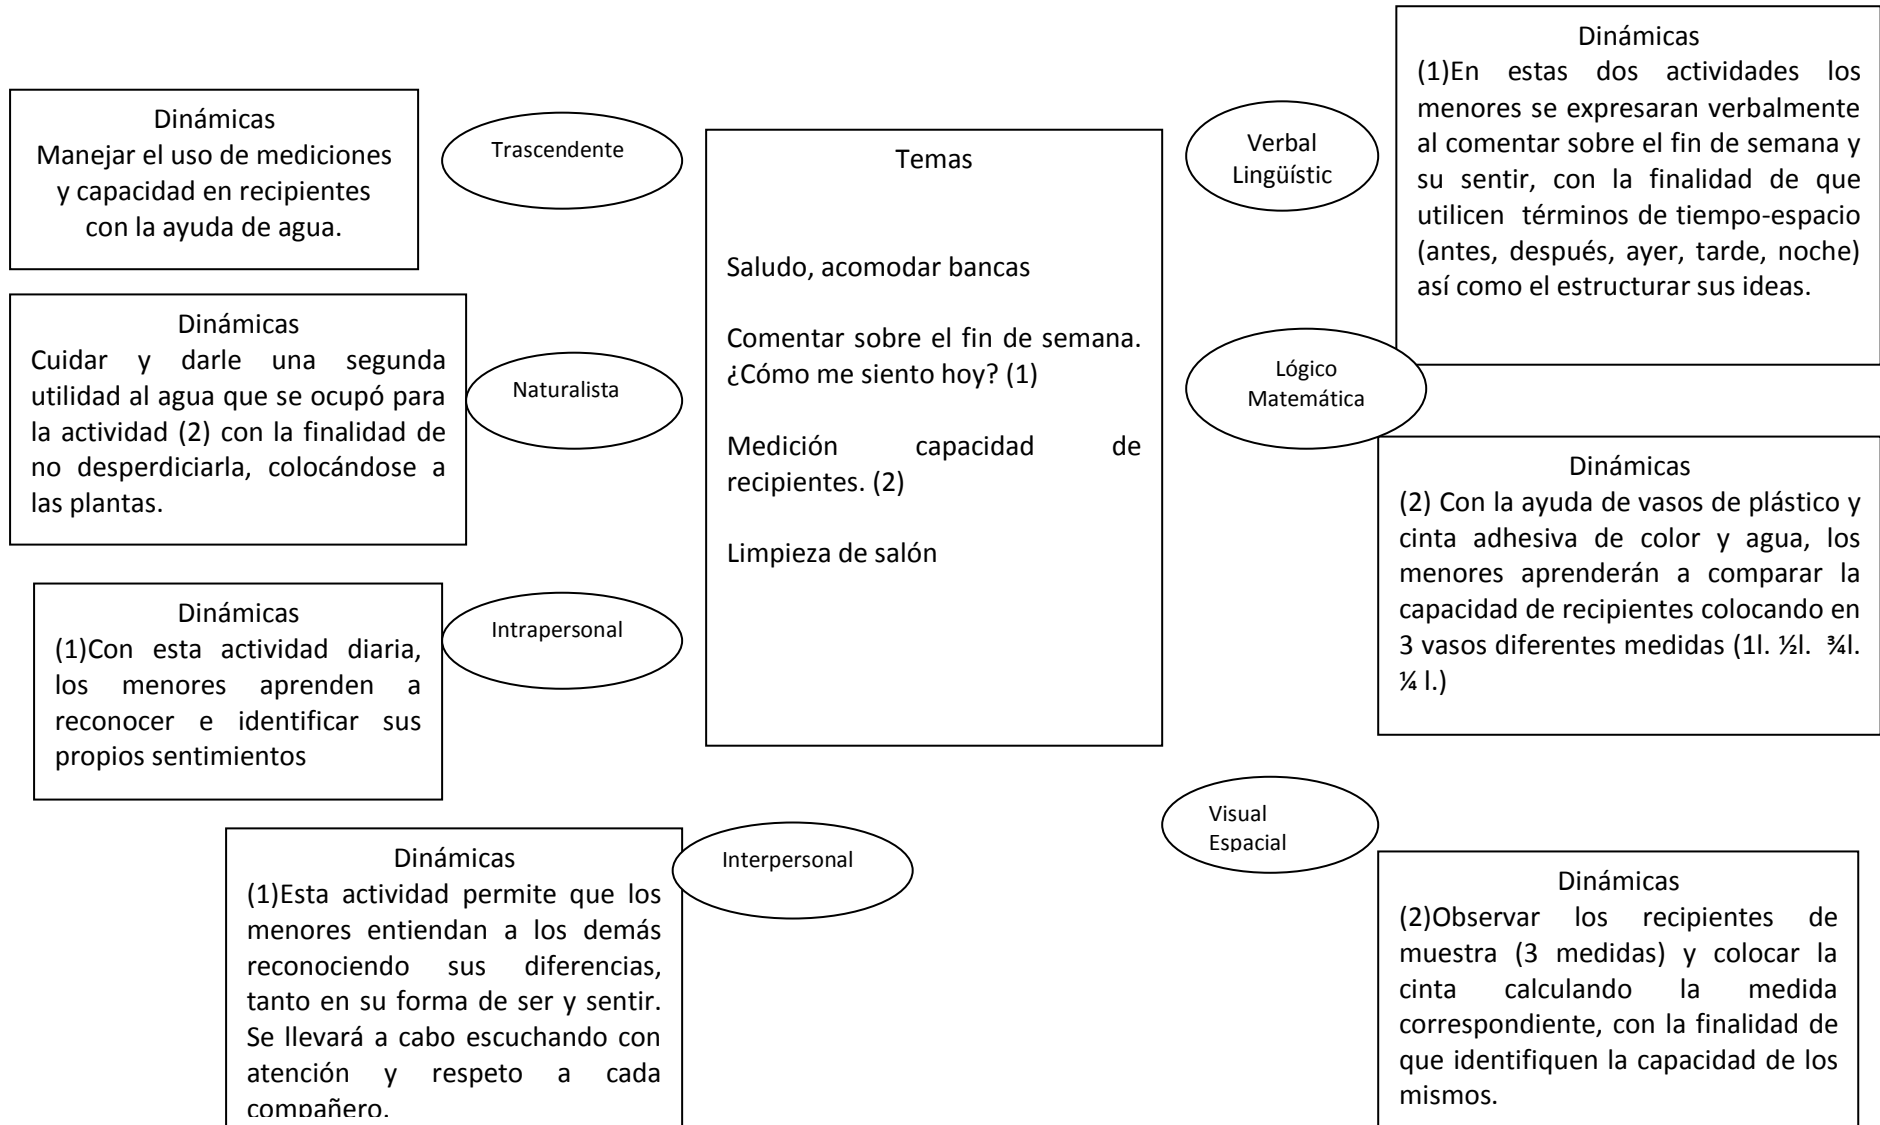 Dinámicas
Manejar el uso de mediciones
y capacidad en recipientes
con la ayuda de agua.
Trascendente
Dinámicas
Cuidar y darle una segunda
utilidad al agua que se ocupó para
la actividad (2) con la finalidad de
no desperdiciarla, colocándose a
las plantas.
Naturalista
Dinámicas
(1)Con esta actividad diaria,
los menores aprenden a
reconocer e identificar sus
propios sentimientos
Intrapersonal
Dinámicas
(1)Esta actividad permite que los
menores entiendan a los demás
reconociendo sus diferencias,
tanto en su forma de ser y sentir.
Se llevará a cabo escuchando con
atención y respeto a cada
compañero.
Interpersonal
Temas
Saludo, acomodar bancas
Comentar sobre el fin de semana.
¿Cómo me siento hoy? (1)
Medición capacidad de
recipientes. (2)
Limpieza de salón
Verbal
Lingüístic
Dinámicas
(1)En estas dos actividades los
menores se expresaran verbalmente
al comentar sobre el fin de semana y
su sentir, con la finalidad de que
utilicen términos de tiempo-espacio
(antes, después, ayer, tarde, noche)
así como el estructurar sus ideas.
Lógico
Matemática
Dinámicas
(2) Con la ayuda de vasos de plástico y
cinta adhesiva de color y agua, los
menores aprenderán a comparar la
capacidad de recipientes colocando en
3 vasos diferentes medidas (1l. ½l. ¾l.
¼ l.)
Visual
Espacial
Dinámicas
(2)Observar los recipientes de
muestra (3 medidas) y colocar la
cinta calculando la medida
correspondiente, con la finalidad de
que identifiquen la capacidad de los
mismos.